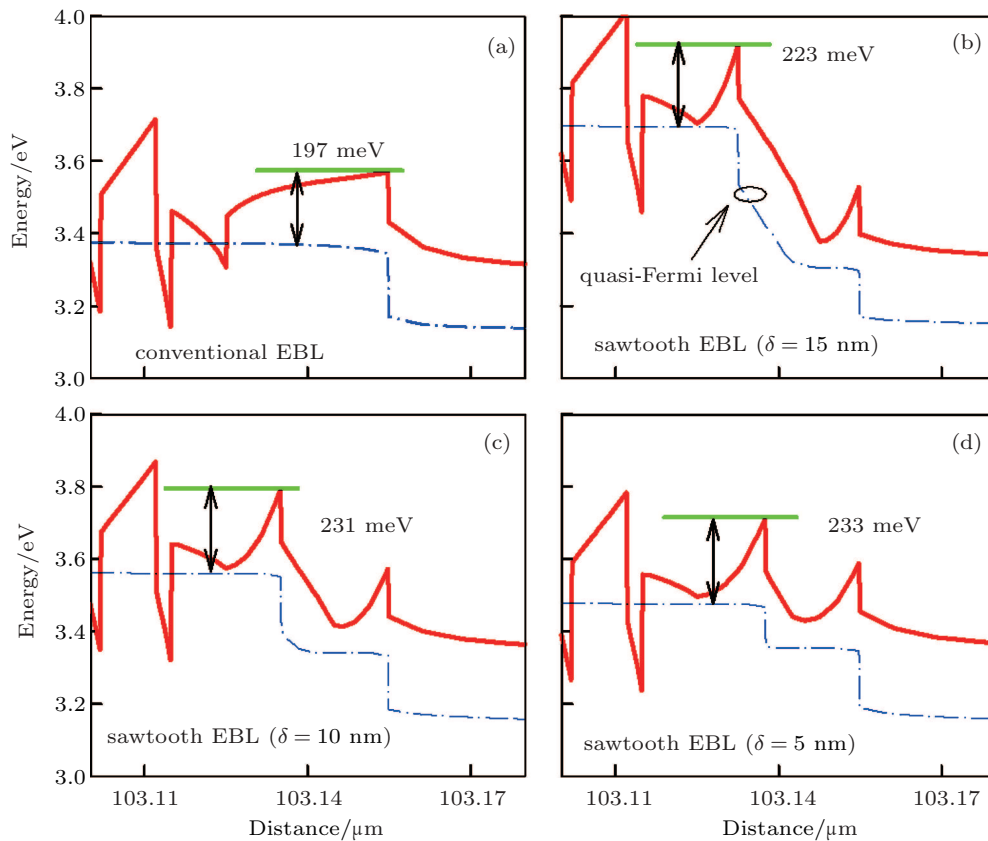 4.0
3.8
3.6
3.4
3.2
3.0
Energy/eV
(a)
197 meV
conventional EBL
(b)
223 meV
quasi-Fermi level
sawtooth EBL (δ = 15 nm)
4.0
3.8
3.6
3.4
3.2
3.0
Energy/eV
(c)
231 meV
sawtooth EBL (δ = 10 nm)
103.11
103.14
103.17
Distance/μm
(d)
233 meV
sawtooth EBL (δ = 5 nm)
103.11
103.14
103.17
Distance/μm